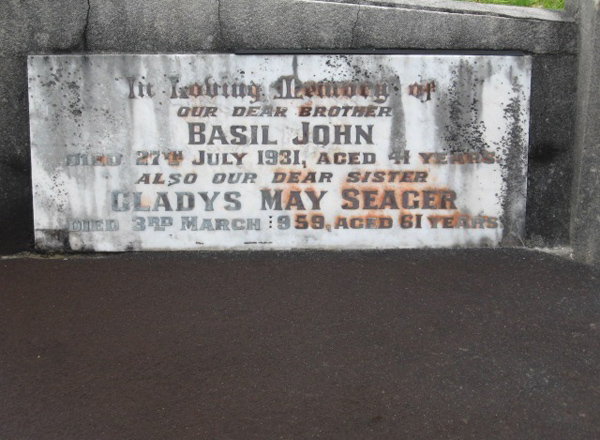 In Loving Memory of
OUR DEAR BROTHER
BASIL JOHN
DIED 27TH JULY 1931, AGED 41 YEARS
ALSO OUR DEAR SISTER
GLADYS MAY SEAGER
DIED 3RD MARCH 1959, AGED 61 YEARS